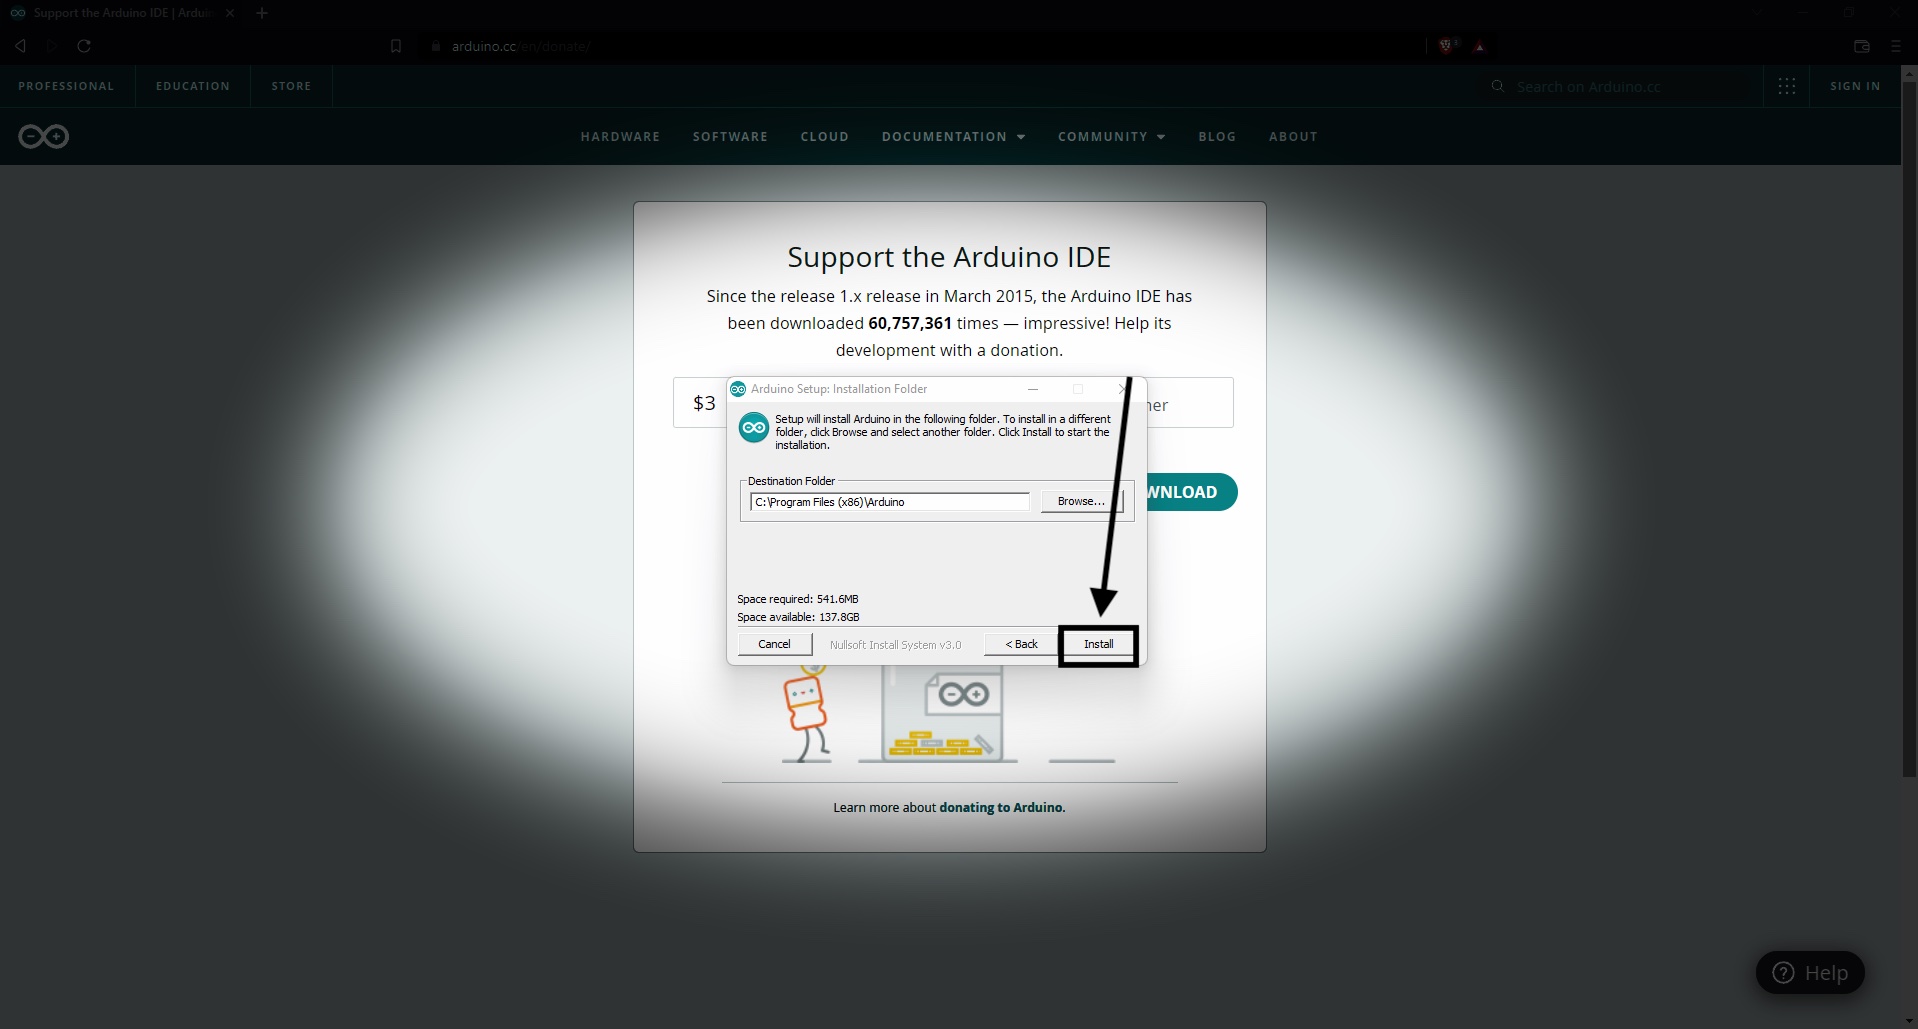 Support the Arduino IDE | Arduin
arduino.cc/en/donate/
PROFESSIONAL
EDUCATION
STORE
Search on Arduino.cc
SIGN IN
HARDWARE
SOFTWARE
CLOUD
DOCUMENTATION
COMMUNITY
BLOG
ABOUT
Support the Arduino IDE
Since the release 1.x release in March 2015, the Arduino IDE has
been downloaded 60,757,361 times — impressive! Help its
development with a donation.
$3
Arduino Setup: Installation Folder
Setup will install Arduino in the following folder. To install in a different
folder, click Browse and select another folder. Click Install to start the
installation.
Destination Folder
C:\Program Files (x86)\Arduino
Browse...
WNLOAD
Space required: 541.6MB
Space available: 137.8GB
Cancel
Nullsoft Install System v3.0
< Back
Install
Learn more about donating to Arduino.
Help